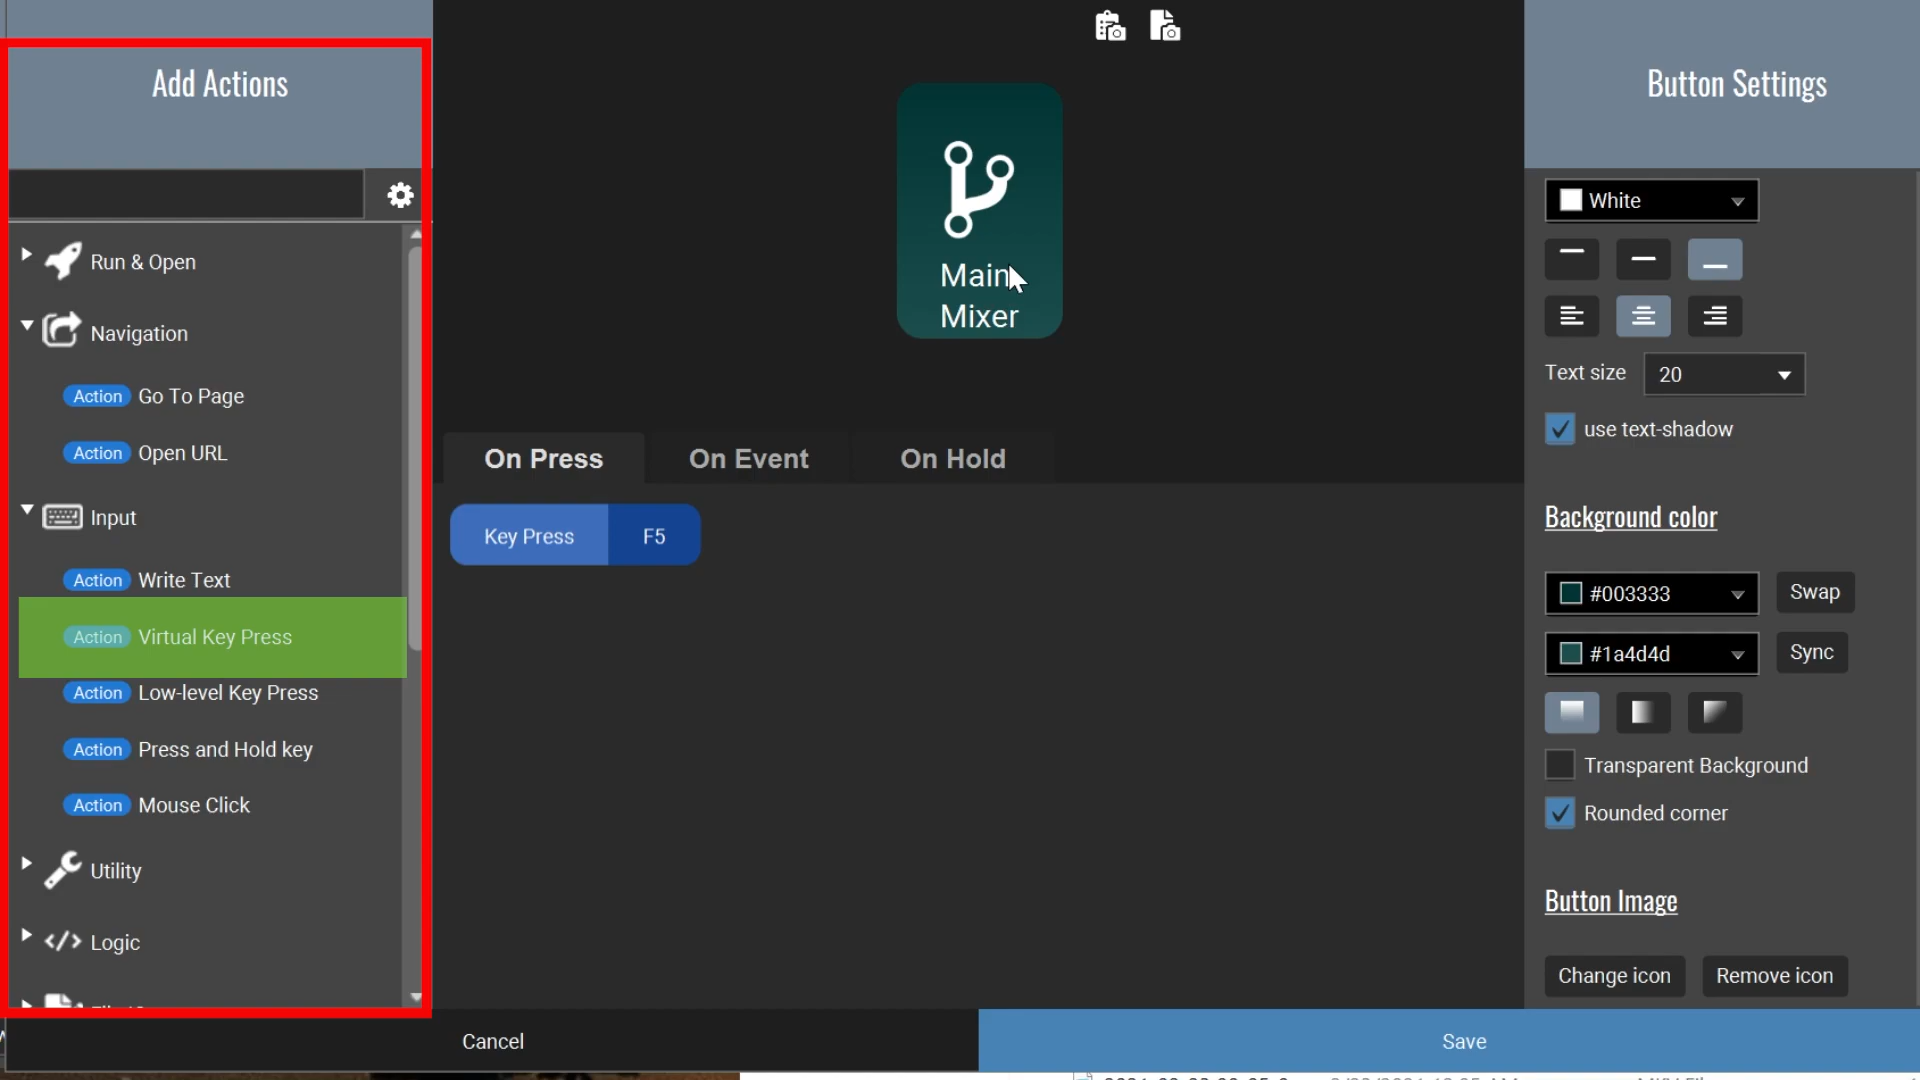 Add Actions
Run & Open
Navigation
Action Go To Page
Action Open URL
Input
Action Write Text
Action Virtual Key Press
Action Low-level Key Press
Action Press and Hold key
Action Mouse Click
Utility
</> Logic
Main
Mixer
On Press On Event On Hold
Key Press F5
Cancel
Save
Button Settings
White
Text size 20
use text-shadow
Background color
#003333 Swap
#1a4d4d Sync
Transparent Background
Rounded corner
Button Image
Change icon Remove icon